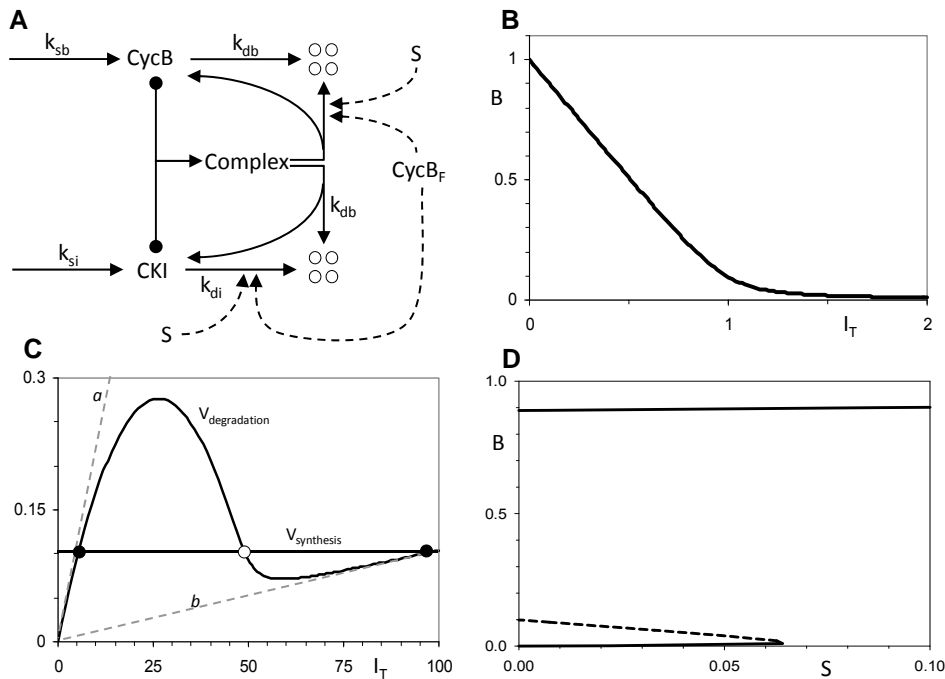 A
k_sb
CycB
k_db
S
Complex
CycB_F
k_db
k_si
CKI
k_di
S
B
1
B
0.5
0
0
1
I_T
2
C
0.3
a
V_degradation
0.15
V_synthesis
b
0
0
25
50
75
I_T
100
D
1.0
B
0.5
0.0
0.00
0.05
S
0.10